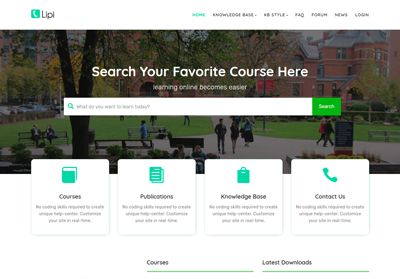 Lipi
HOME KNOWLEDGE BASE KB STYLE FAQ FORUM NEWS LOGIN
Search Your Favorite Course Here
learning online becomes easier
What do you want to learn today?
Search
Courses
No coding skills required to create
unique help-center. Customize
your site in real-time.
Publications
No coding skills required to create
unique help-center. Customize
your site in real-time.
Knowledge Base
No coding skills required to create
unique help-center. Customize
your site in real-time.
Contact Us
No coding skills required to create
unique help-center. Customize
your site in real-time.
Courses
Latest Downloads